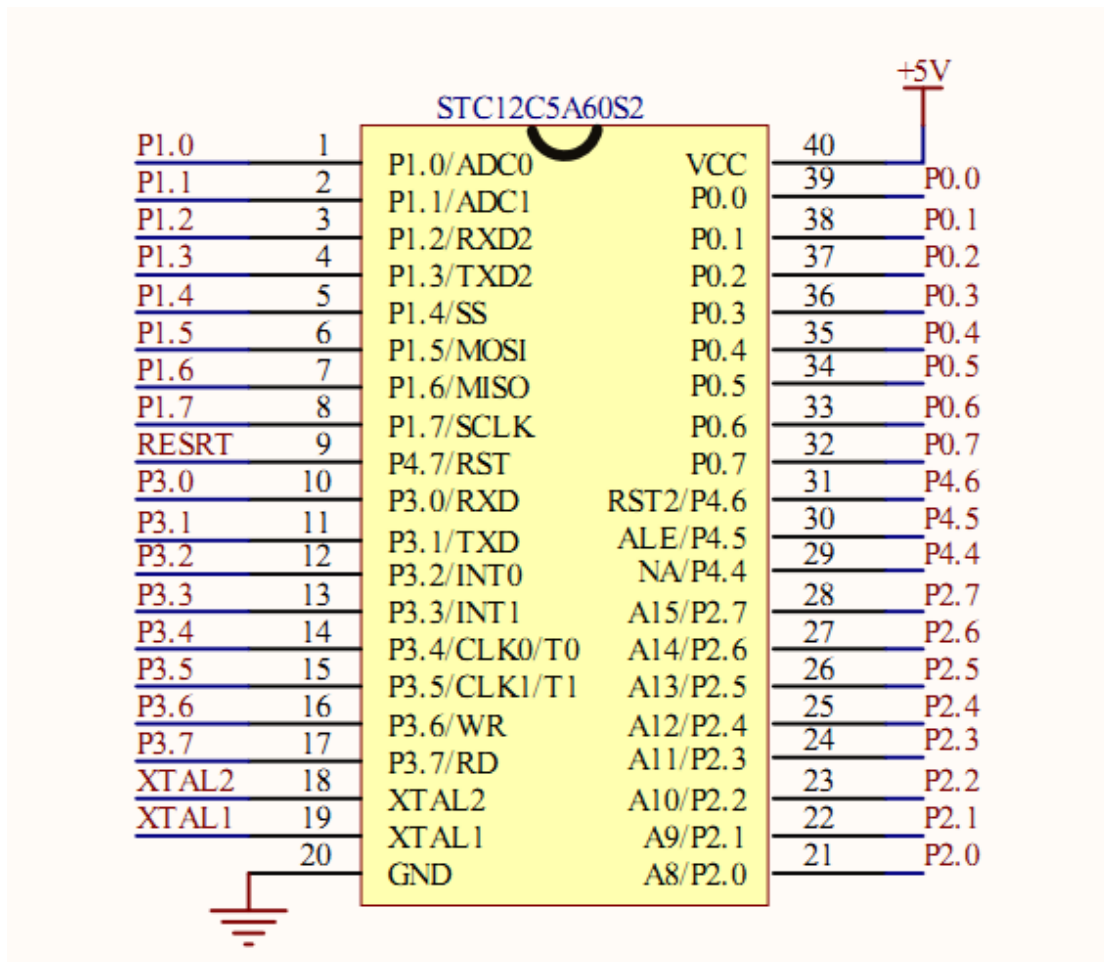 +5V
STC12C5A60S2
P1.0 1 P1.0/ADC0 VCC 40
P1.1 2 P1.1/ADC1 P0.0 39 P0.0
P1.2 3 P1.2/RXD2 P0.1 38 P0.1
P1.3 4 P1.3/TXD2 P0.2 37 P0.2
P1.4 5 P1.4/SS P0.3 36 P0.3
P1.5 6 P1.5/MOSI P0.4 35 P0.4
P1.6 7 P1.6/MISO P0.5 34 P0.5
P1.7 8 P1.7/SCLK P0.6 33 P0.6
RESRT 9 P4.7/RST P0.7 32 P0.7
P3.0 10 P3.0/RXD RST2/P4.6 31 P4.6
P3.1 11 P3.1/TXD ALE/P4.5 30 P4.5
P3.2 12 P3.2/INT0 NA/P4.4 29 P4.4
P3.3 13 P3.3/INT1 A15/P2.7 28 P2.7
P3.4 14 P3.4/CLK0/T0 A14/P2.6 27 P2.6
P3.5 15 P3.5/CLK1/T1 A13/P2.5 26 P2.5
P3.6 16 P3.6/WR A12/P2.4 25 P2.4
P3.7 17 P3.7/RD A11/P2.3 24 P2.3
XTAL2 18 XTAL2 A10/P2.2 23 P2.2
XTAL1 19 XTAL1 A9/P2.1 22 P2.1
20 GND A8/P2.0 21 P2.0